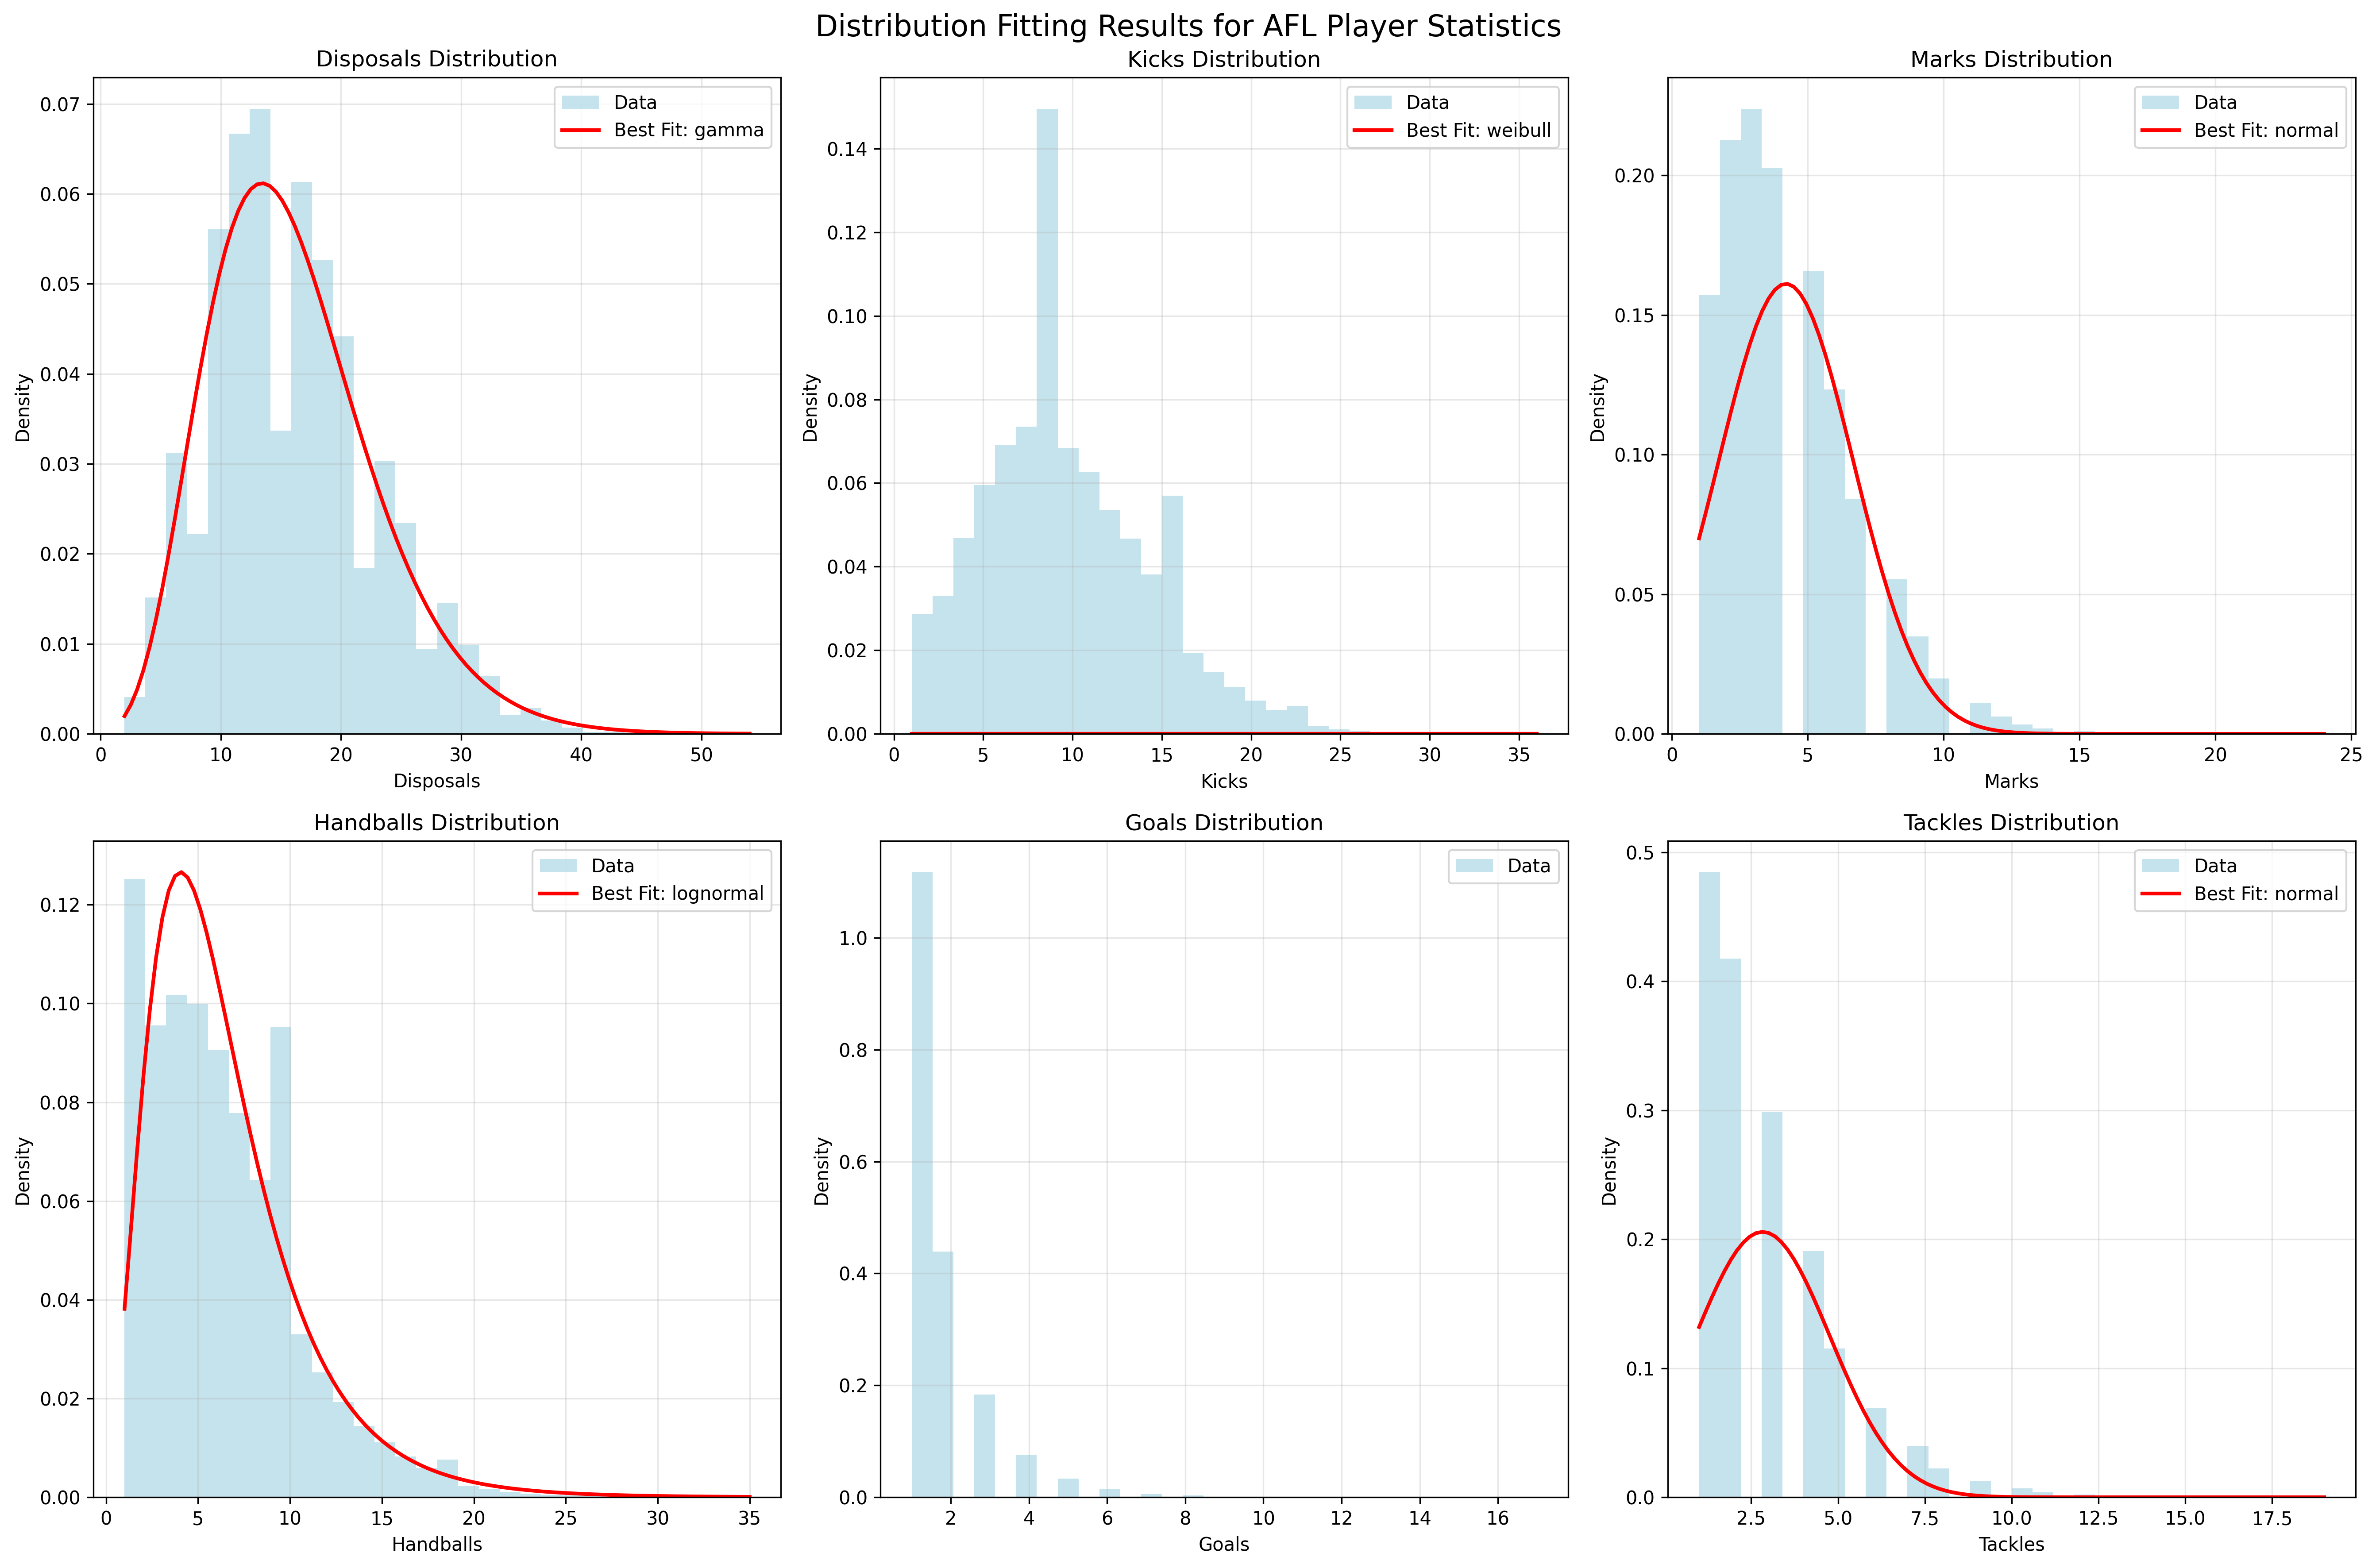 Distribution Fitting Results for AFL Player Statistics
Disposals Distribution
Data
Best Fit: gamma
Density
0.07
0.06
0.05
0.04
0.03
0.02
0.01
0.00
0 10 20 30 40 50
Disposals
Kicks Distribution
Data
Best Fit: weibull
Density
0.14
0.12
0.10
0.08
0.06
0.04
0.02
0.00
0 5 10 15 20 25 30 35
Kicks
Marks Distribution
Data
Best Fit: normal
Density
0.20
0.15
0.10
0.05
0.00
0 5 10 15 20 25
Marks
Handballs Distribution
Data
Best Fit: lognormal
Density
0.12
0.10
0.08
0.06
0.04
0.02
0.00
0 5 10 15 20 25 30 35
Handballs
Goals Distribution
Data
Density
1.0
0.8
0.6
0.4
0.2
0.0
2 4 6 8 10 12 14 16
Goals
Tackles Distribution
Data
Best Fit: normal
Density
0.5
0.4
0.3
0.2
0.1
0.0
2.5 5.0 7.5 10.0 12.5 15.0 17.5
Tackles